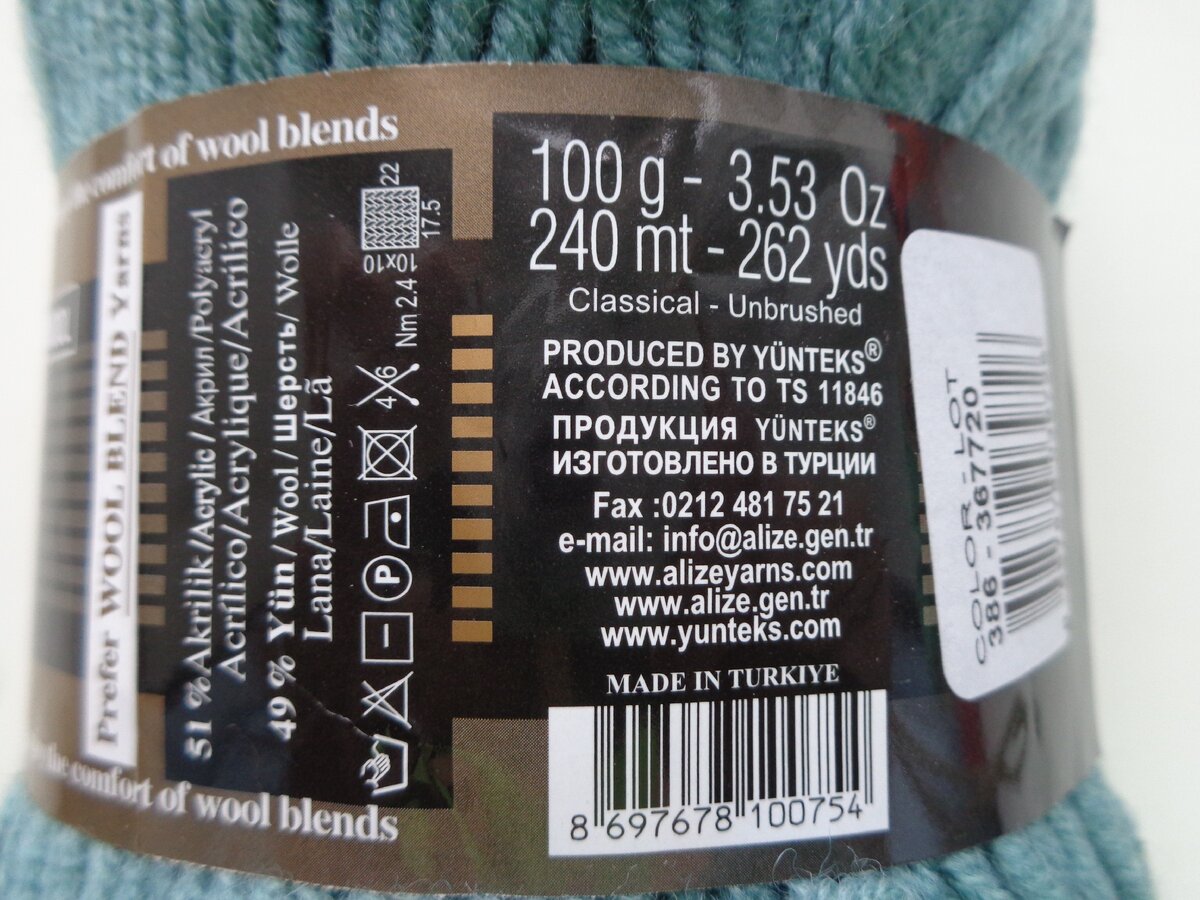 the comfort of wool blends
Prefer WOOL BLEND Yarns
51 % Akrilik/Acrylic / Акрил/Polyacryl
Acrílico/Acrylique/Acrilico
49 % Yün / Wool / Шерсть/ Wolle
Lana/Laine/Lã
P
4 6
Nm 2.4
10x10
22
17.5
the comfort of wool blends
100 g - 3.53 Oz
240 mt - 262 yds
Classical - Unbrushed
PRODUCED BY YÜNTEKS®
ACCORDING TO TS 11846
ПРОДУКЦИЯ YÜNTEKS®
ИЗГОТОВЛЕНО В ТУРЦИИ
Fax :0212 481 75 21
e-mail: info@alize.gen.tr
www.alizeyarns.com
www.alize.gen.tr
www.yunteks.com
MADE IN TURKIYE
8 697678 100754
COLOR - LOT
386 - 367720